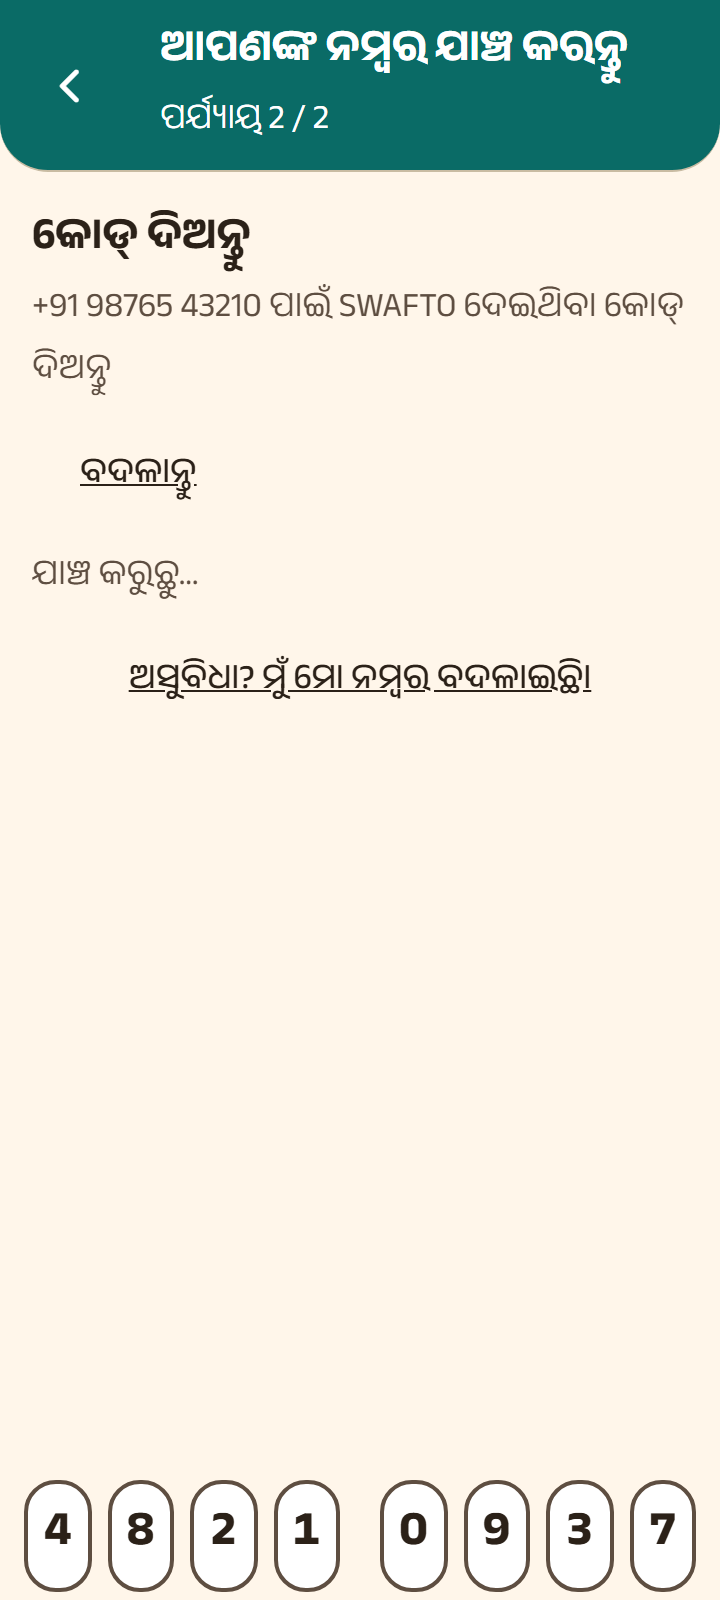 ଆପଣଙ୍କ ନମ୍ବର ଯାଞ୍ଚ କରନ୍ତୁ
ପର୍ଯ୍ୟାୟ 2 / 2
କୋଡ୍ ଦିଅନ୍ତୁ
+91 98765 43210 ପାଇଁ SWAFTO ଦେଇଥିବା କୋଡ୍
ଦିଅନ୍ତୁ
ବଦଳାନ୍ତୁ
ଯାଞ୍ଚ କରୁଚ୍ଛୁ...
ଅସୁବିଧା? ମୁଁ ମୋ ନମ୍ବର ବଦଳାଇଛି।
4 8 2 1 0 9 3 7